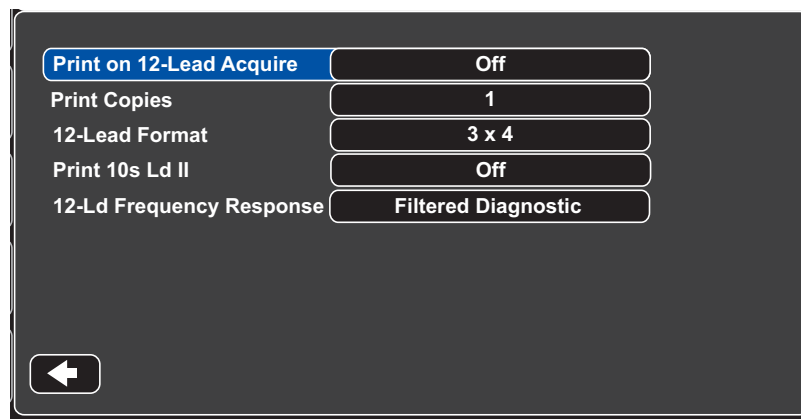 Print on 12-Lead Acquire Off
Print Copies 1
12-Lead Format 3 x 4
Print 10s Ld II Off
12-Ld Frequency Response Filtered Diagnostic